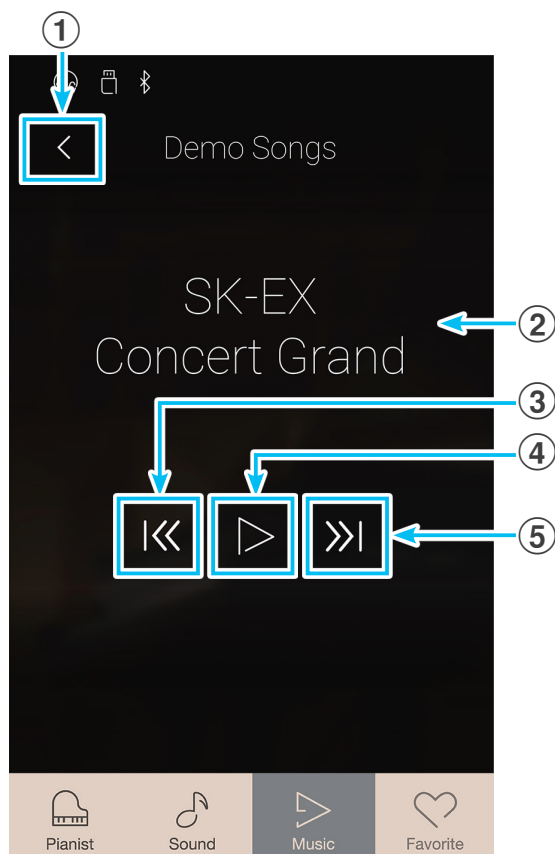 ①
Demo Songs
SK-EX
Concert Grand
②
③
④
⑤
Pianist
Sound
Music
Favorite